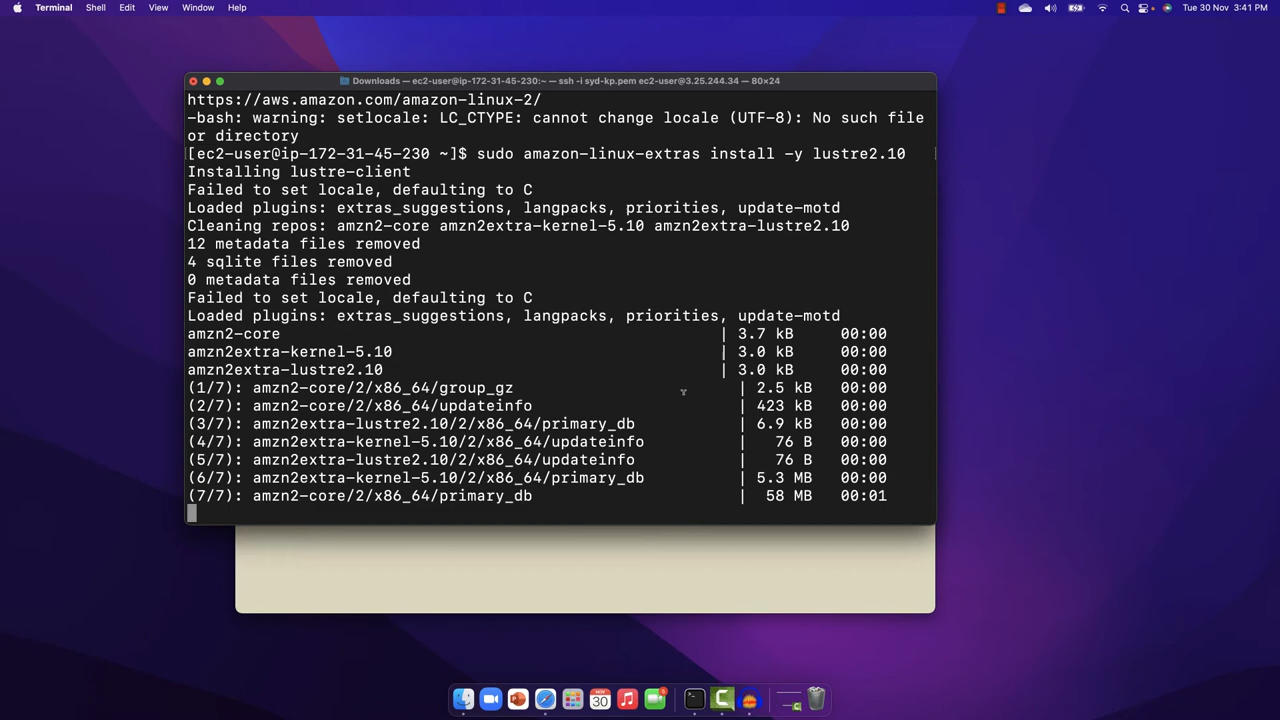 Terminal Shell Edit View Window Help Tue 30 Nov 3:41 PM
Downloads — ec2-user@ip-172-31-45-230:~ — ssh -i syd-kp.pem ec2-user@3.25.244.34 — 80×24
https://aws.amazon.com/amazon-linux-2/
-bash: warning: setlocale: LC_CTYPE: cannot change locale (UTF-8): No such file
or directory
[ec2-user@ip-172-31-45-230 ~]$ sudo amazon-linux-extras install -y lustre2.10
Installing lustre-client
Failed to set locale, defaulting to C
Loaded plugins: extras_suggestions, langpacks, priorities, update-motd
Cleaning repos: amzn2-core amzn2extra-kernel-5.10 amzn2extra-lustre2.10
12 metadata files removed
4 sqlite files removed
0 metadata files removed
Failed to set locale, defaulting to C
Loaded plugins: extras_suggestions, langpacks, priorities, update-motd
amzn2-core | 3.7 kB 00:00
amzn2extra-kernel-5.10 | 3.0 kB 00:00
amzn2extra-lustre2.10 | 3.0 kB 00:00
(1/7): amzn2-core/2/x86_64/group_gz | 2.5 kB 00:00
(2/7): amzn2-core/2/x86_64/updateinfo | 423 kB 00:00
(3/7): amzn2extra-lustre2.10/2/x86_64/primary_db | 6.9 kB 00:00
(4/7): amzn2extra-kernel-5.10/2/x86_64/updateinfo | 76 B 00:00
(5/7): amzn2extra-lustre2.10/2/x86_64/updateinfo | 76 B 00:00
(6/7): amzn2extra-kernel-5.10/2/x86_64/primary_db | 5.3 MB 00:00
(7/7): amzn2-core/2/x86_64/primary_db | 58 MB 00:01
NOV
30